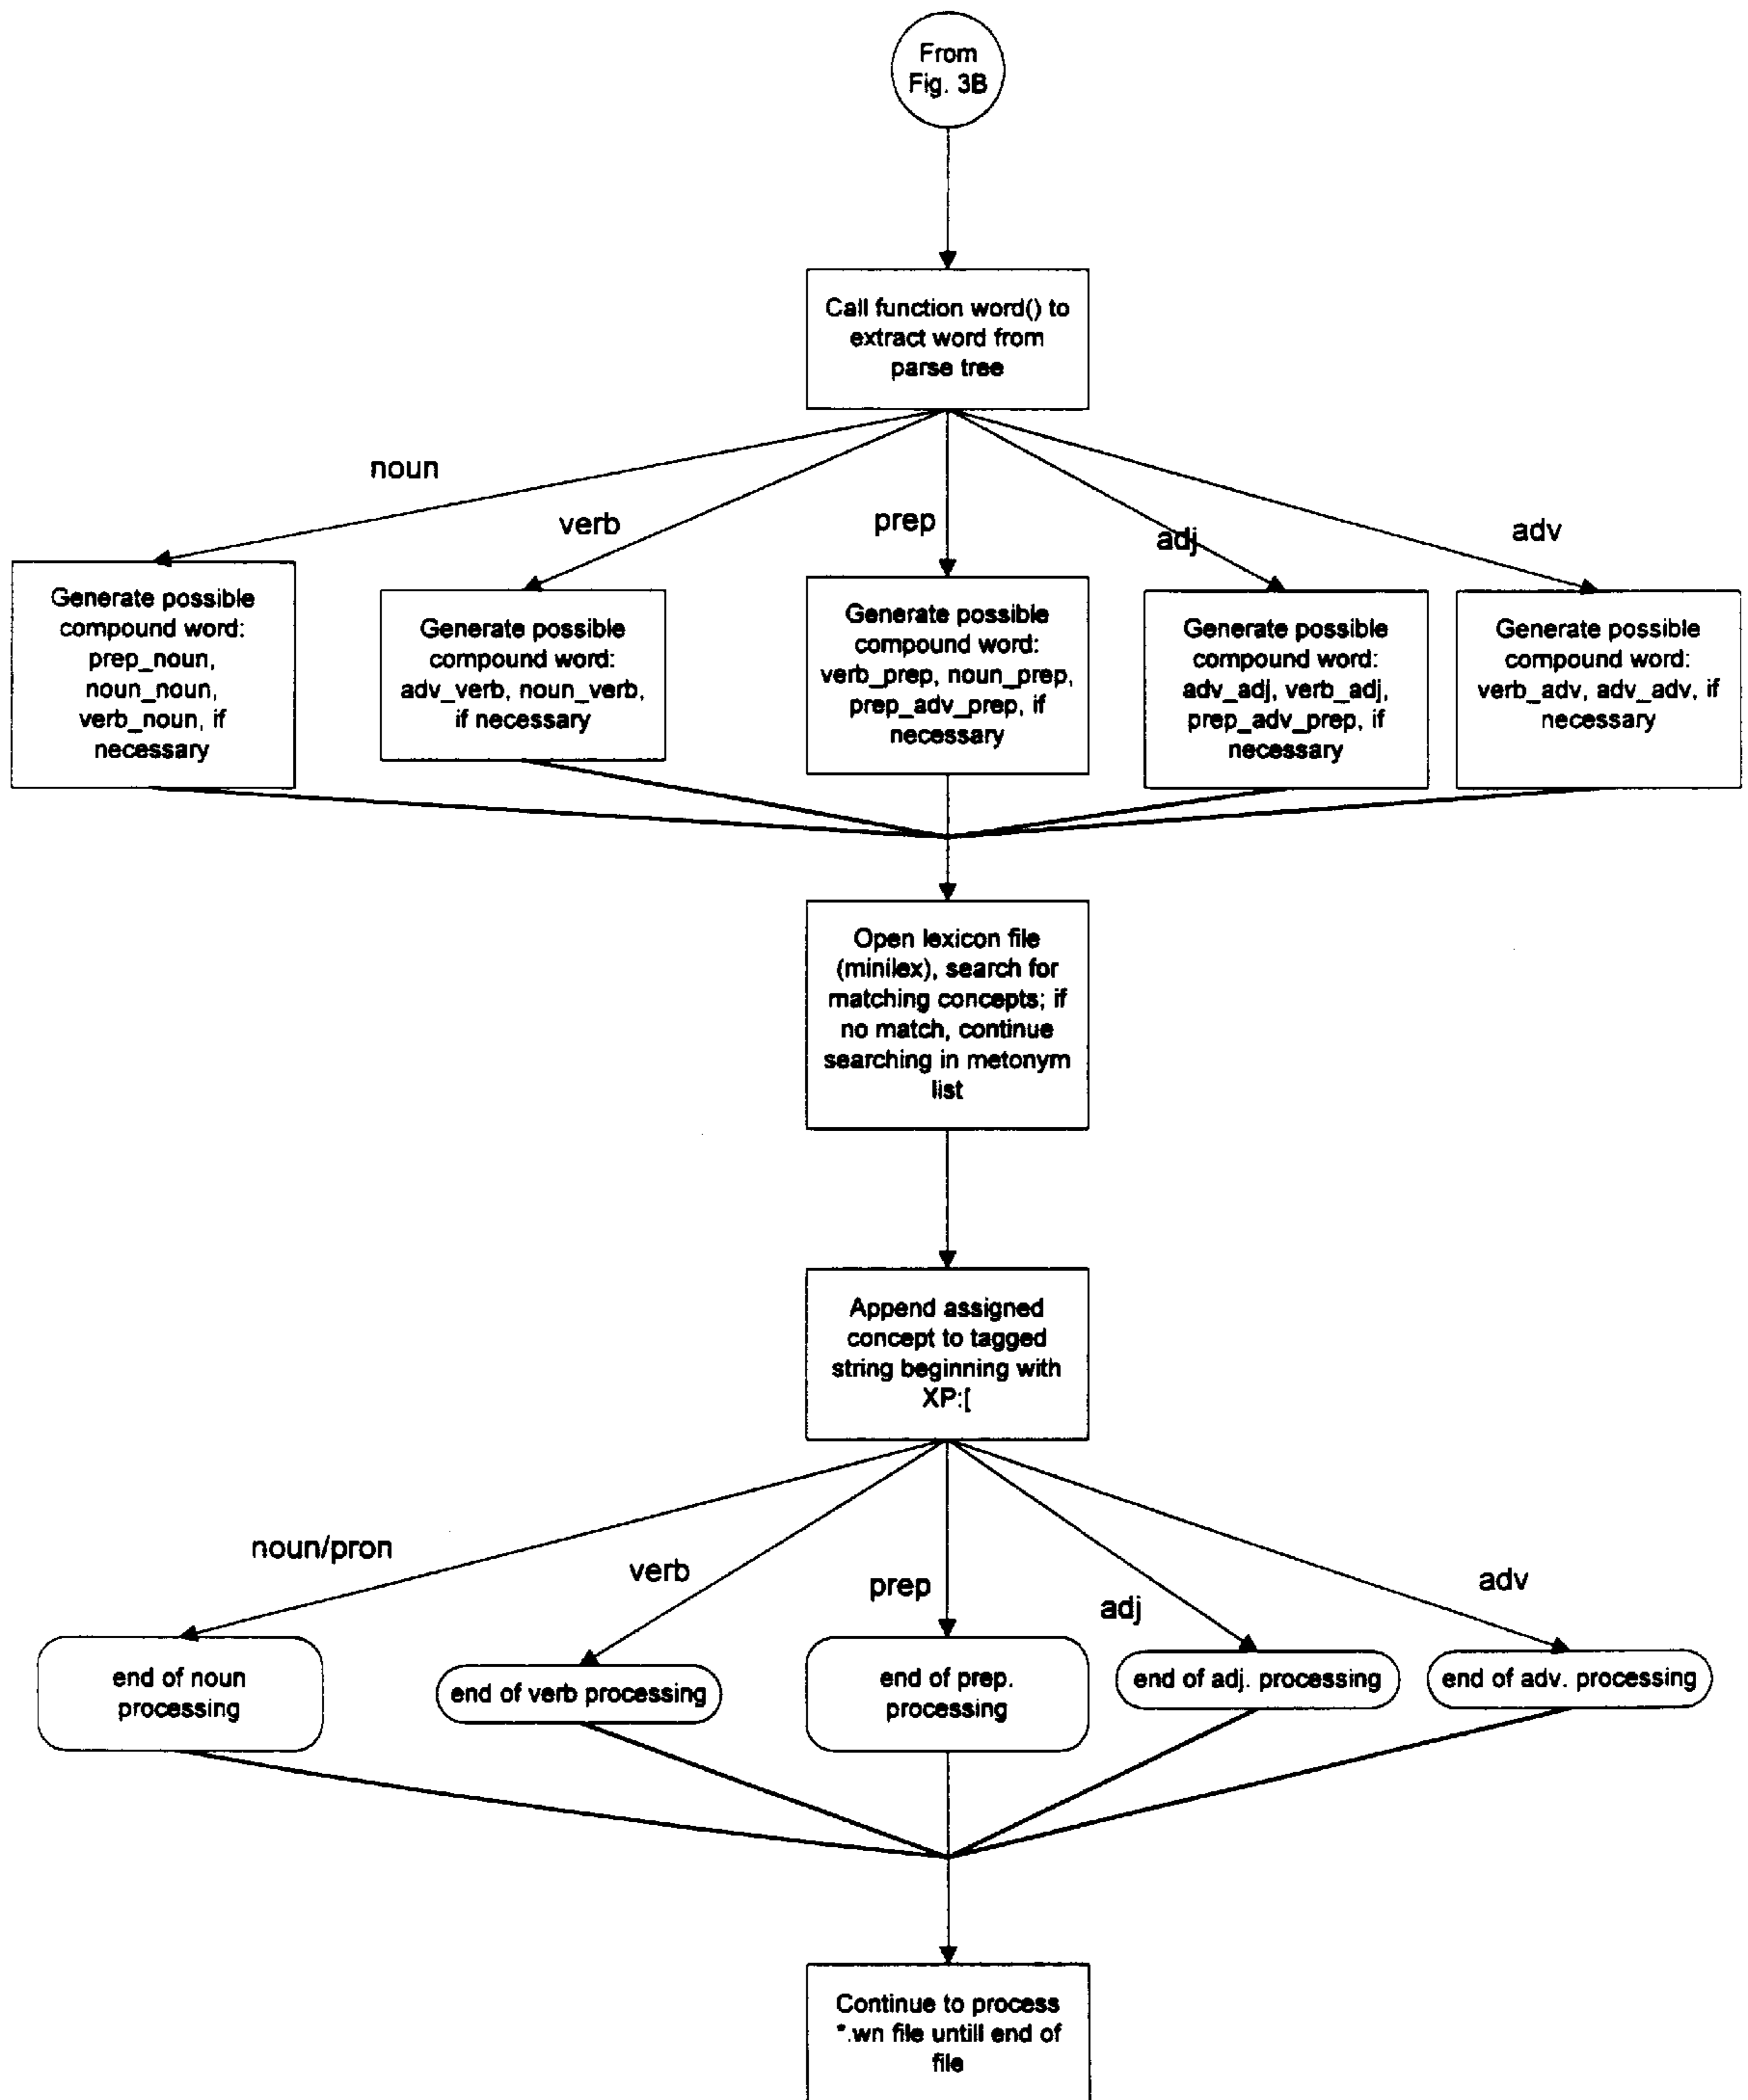 From
Fig. 3B
Call function word() to
extract word from
parse tree
noun
verb
prep
adj
adv
Generate possible
compound word:
prep_noun,
noun_noun,
verb_noun, if
necessary
Generate possible
compound word:
adv_verb, noun_verb,
if necessary
Generate possible
compound word:
verb_prep, noun_prep,
prep_adv_prep, if
necessary
Generate possible
compound word:
adv_adj, verb_adj,
prep_adv_prep, if
necessary
Generate possible
compound word:
verb_adv, adv_adv, if
necessary
Open lexicon file
(minilex), search for
matching concepts; if
no match, continue
searching in metonym
list
Append assigned
concept to tagged
string beginning with
XP:[
noun/pron
verb
prep
adj
adv
end of noun
processing
end of verb processing
end of prep.
processing
end of adj. processing
end of adv. processing
Continue to process
*.wn file untill end of
file